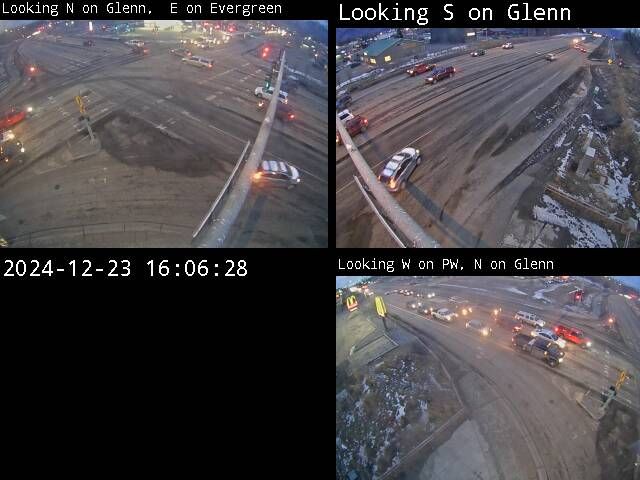 Looking N on Glenn,  E on Evergreen
Looking S on Glenn
2024-12-23 16:06:28
Looking W on PW, N on Glenn